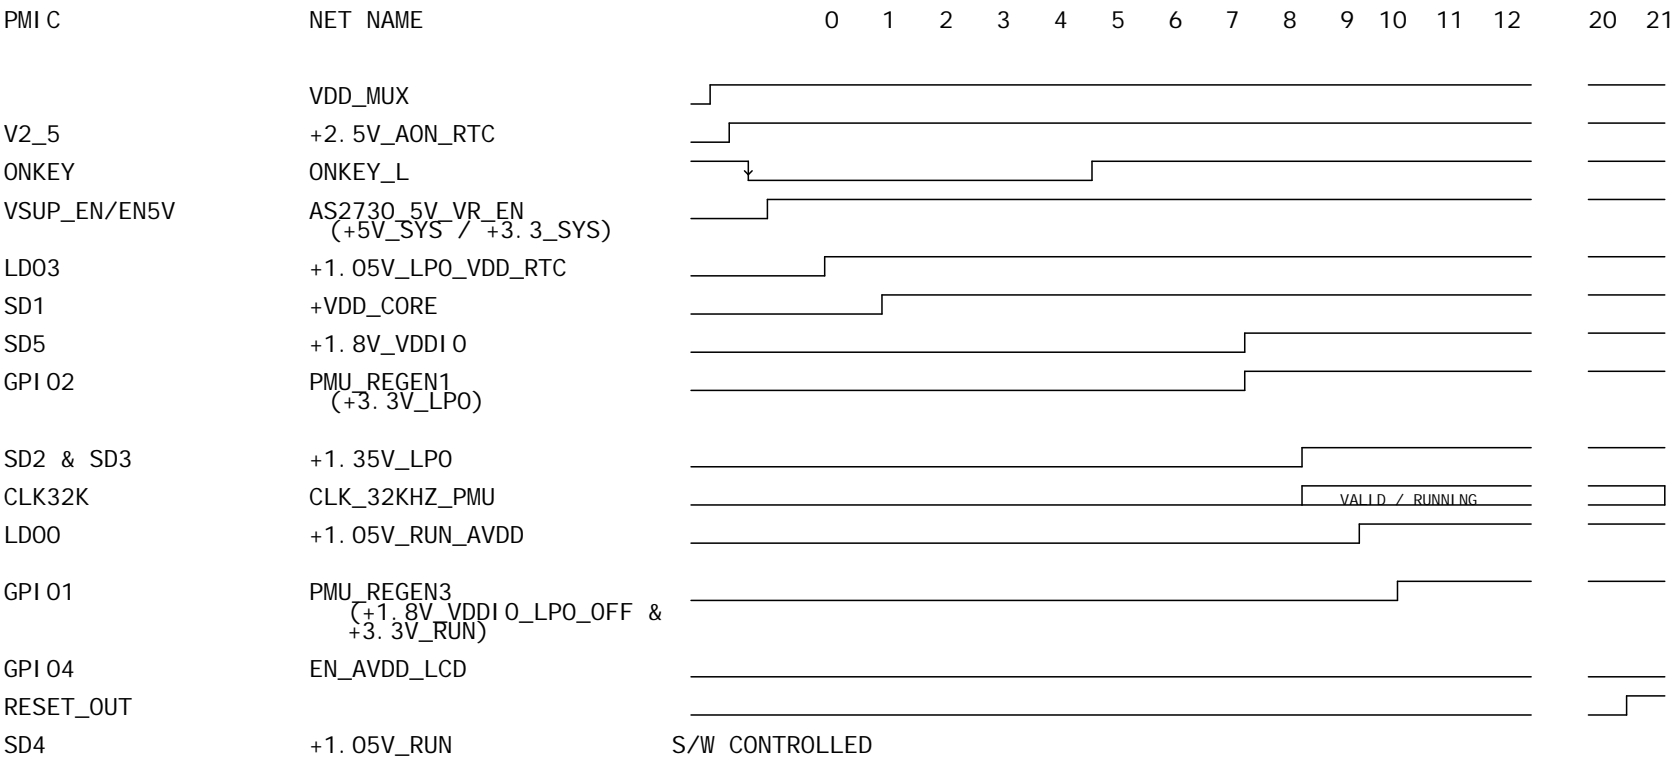 PMIC NET NAME 0 1 2 3 4 5 6 7 8 9 10 11 12 20 21
VDD_MUX
V2_5 +2.5V_AON_RTC
ONKEY ONKEY_L
VSUP_EN/EN5V AS2730_5V_VR_EN
(+5V_SYS / +3.3_SYS)
LDO3 +1.05V_LP0_VDD_RTC
SD1 +VDD_CORE
SD5 +1.8V_VDDIO
GPIO2 PMU_REGEN1
(+3.3V_LP0)
SD2 & SD3 +1.35V_LP0
CLK32K CLK_32KHZ_PMU VALID / RUNNING
LDO0 +1.05V_RUN_AVDD
GPIO1 PMU_REGEN3
(+1.8V_VDDIO_LP0_OFF &
+3.3V_RUN)
GPIO4 EN_AVDD_LCD
RESET_OUT
SD4 +1.05V_RUN S/W CONTROLLED